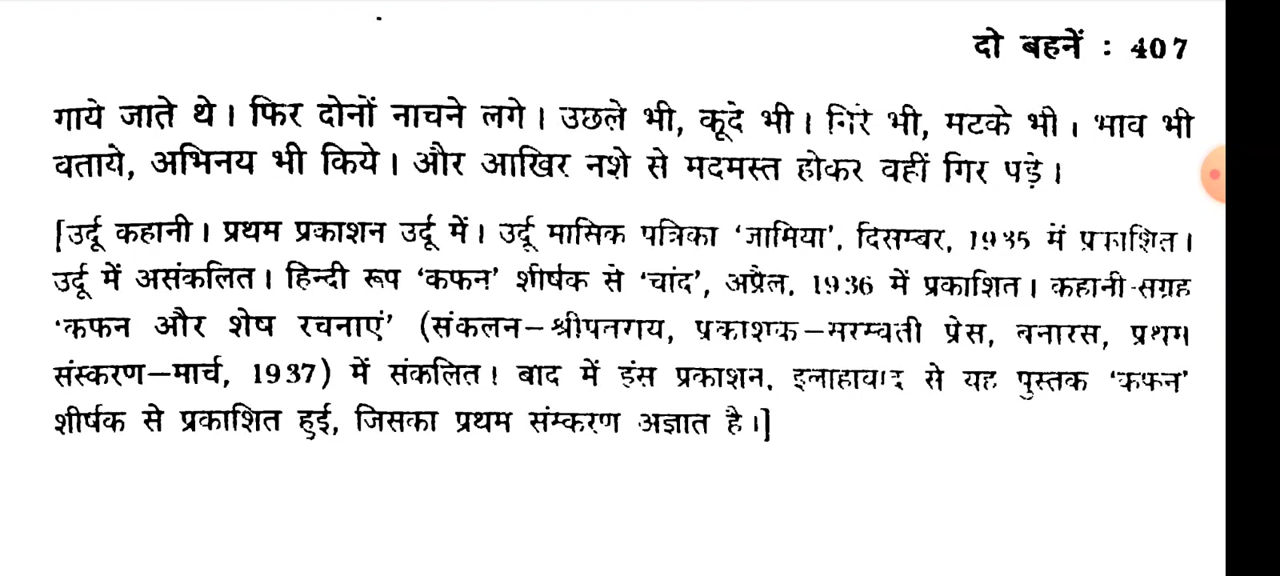 दो बहनें : 407
गाये जाते थे। फिर दोनों नाचने लगे। उछले भी, कूदे भी। गिरे भी, मटके भी। भाव भी
बताये, अभिनय भी किये। और आखिर नशे से मदमस्त होकर वहीं गिर पड़े।
[उर्दू कहानी। प्रथम प्रकाशन उर्दू में। उर्दू मासिक पत्रिका ‘जामिया’, दिसम्बर, 1935 में प्रकाशित।
उर्दू में असंकलित। हिन्दी रूप ‘कफन’ शीर्षक से ‘चांद’, अप्रैल, 1936 में प्रकाशित। कहानी-संग्रह
‘कफन और शेष रचनाएं’ (संकलन–श्रीपतराय, प्रकाशक–सरस्वती प्रेस, बनारस, प्रथम
संस्करण–मार्च, 1937) में संकलित। बाद में हंस प्रकाशन, इलाहाबाद से यह पुस्तक ‘कफन’
शीर्षक से प्रकाशित हुई, जिसका प्रथम संस्करण अज्ञात है।]